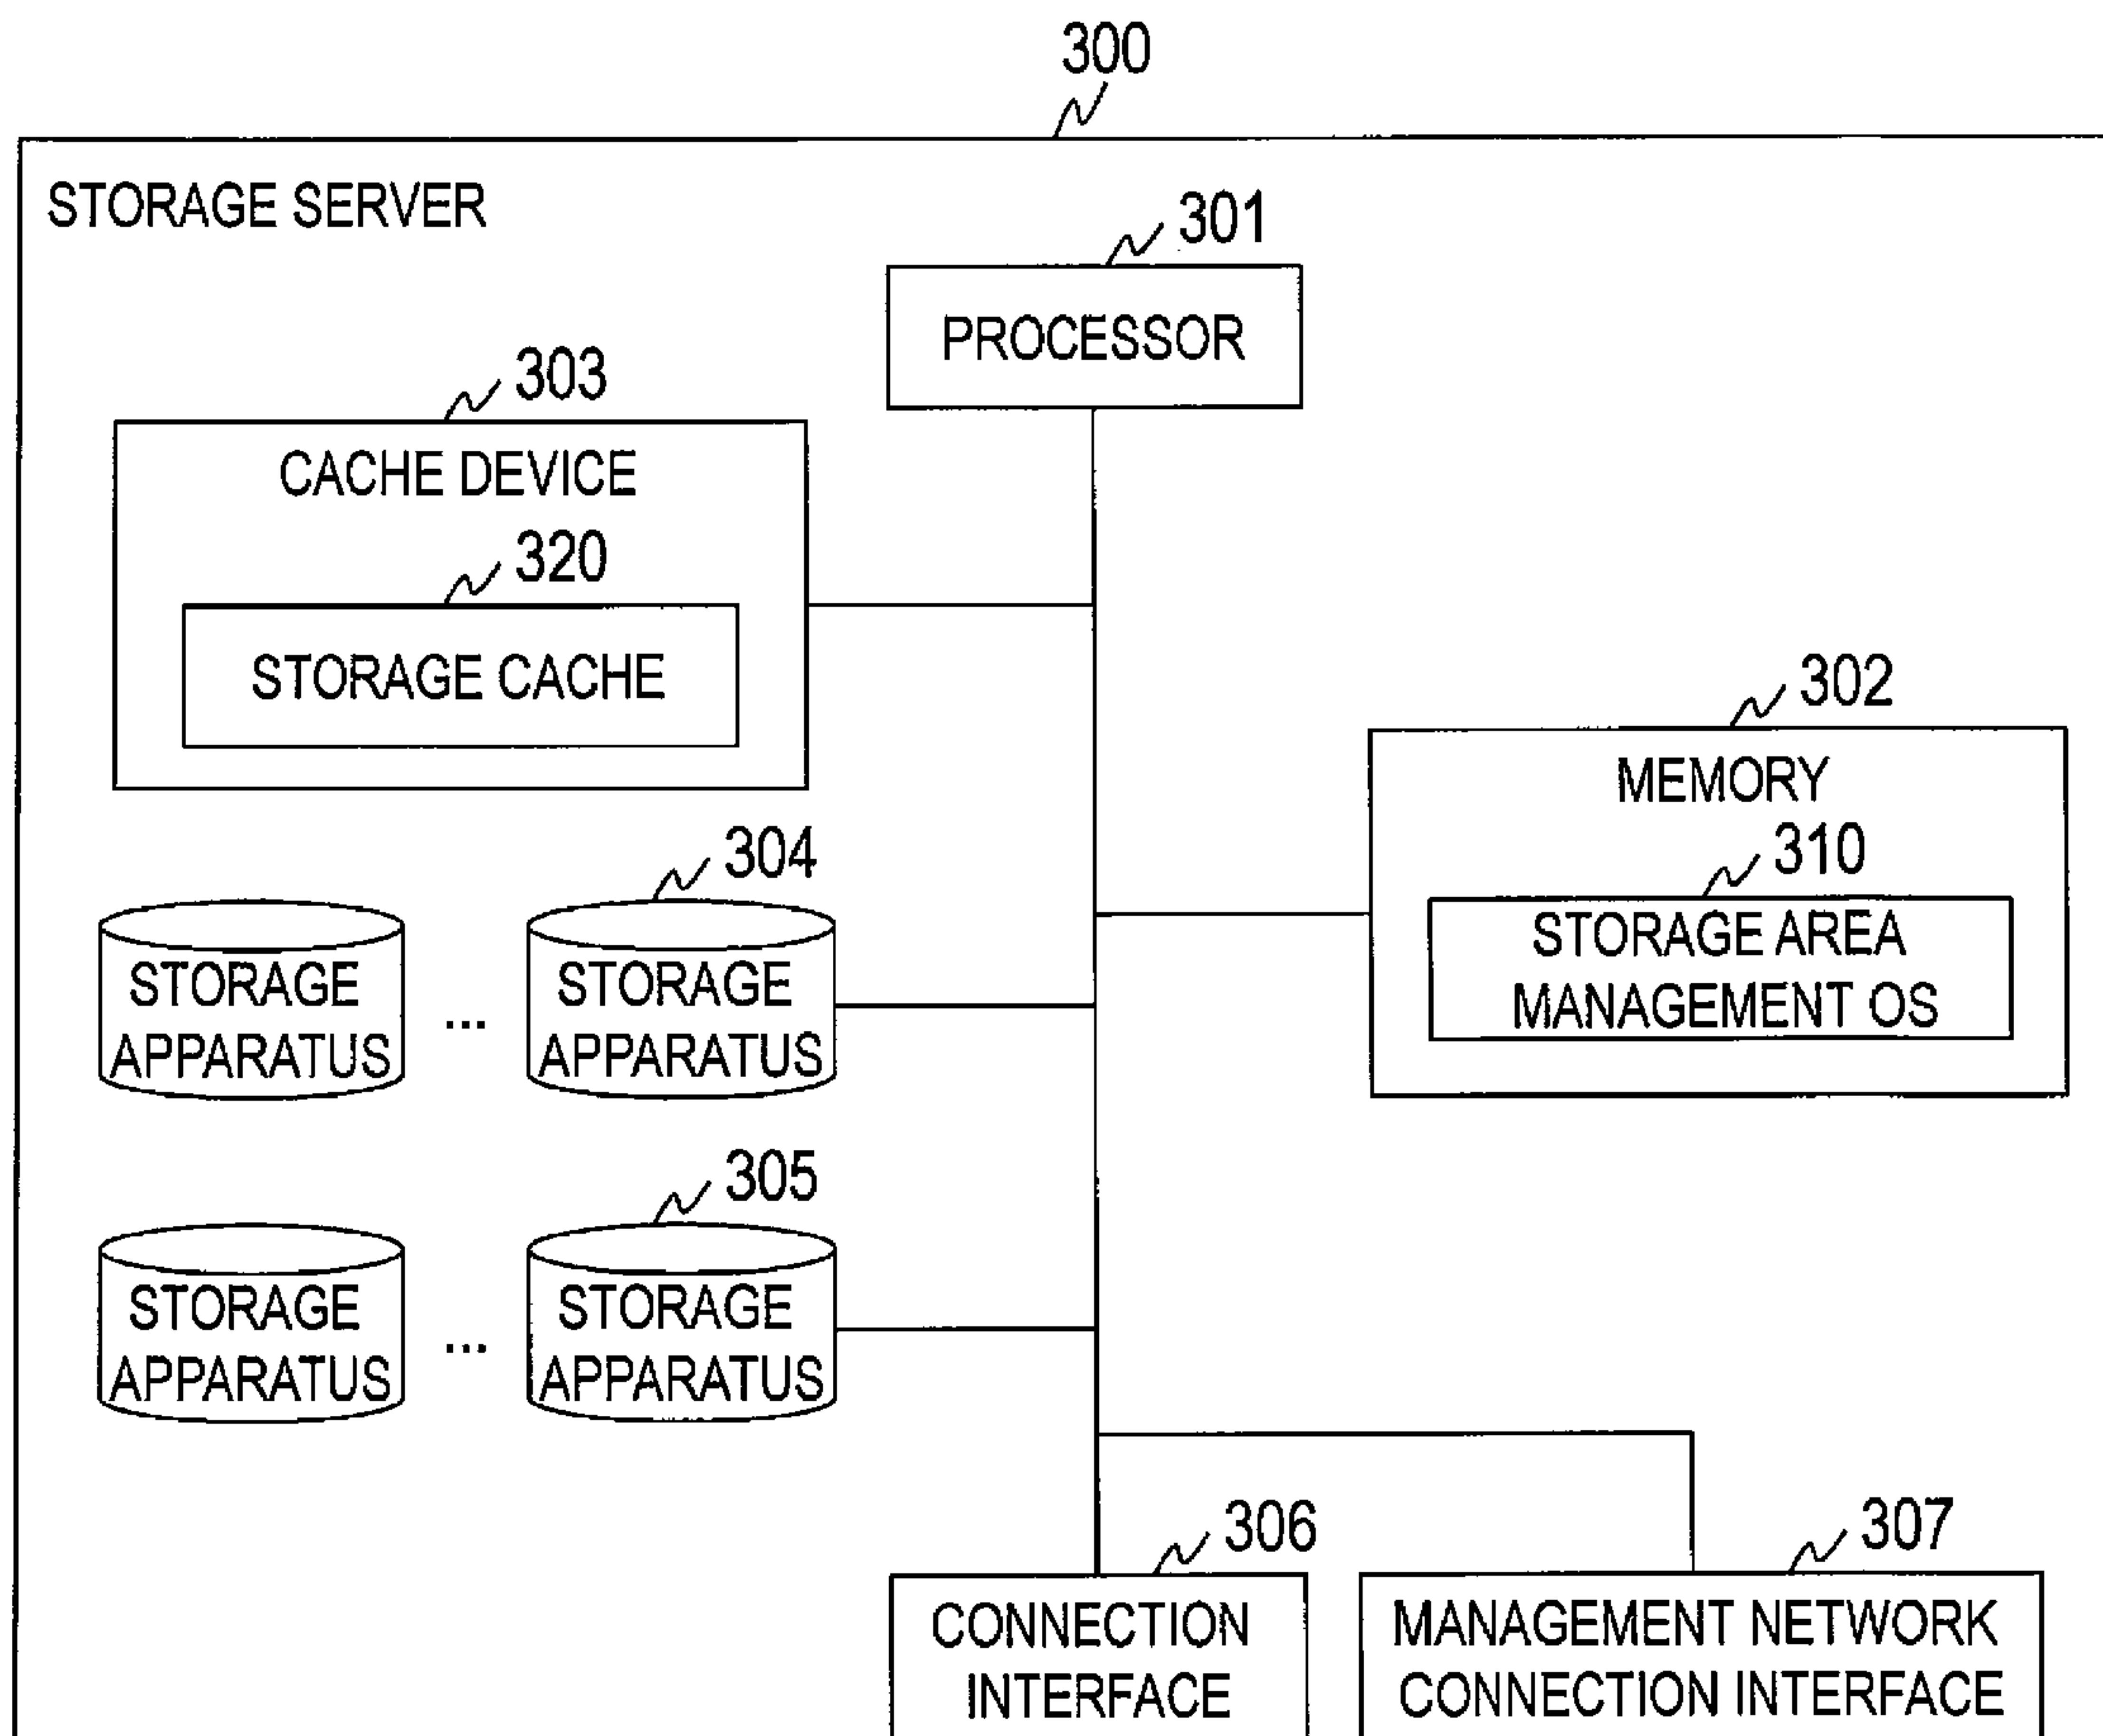 300
STORAGE SERVER
301
PROCESSOR
303
CACHE DEVICE
320
STORAGE CACHE
302
MEMORY
310
STORAGE AREA
MANAGEMENT OS
304
STORAGE
APPARATUS
...
STORAGE
APPARATUS
305
STORAGE
APPARATUS
...
STORAGE
APPARATUS
306
CONNECTION
INTERFACE
307
MANAGEMENT NETWORK
CONNECTION INTERFACE